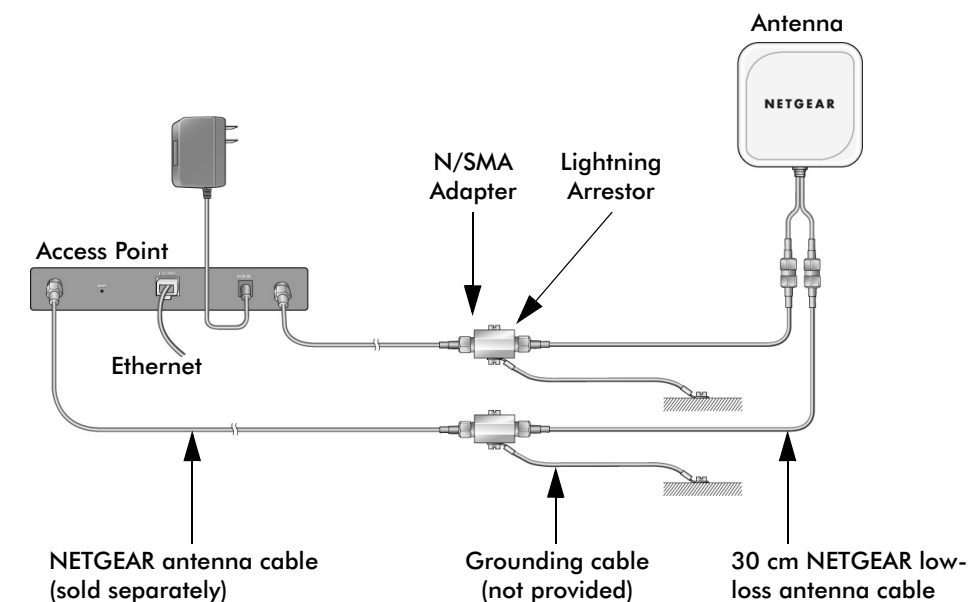 Antenna
NETGEAR
N/SMA
Adapter
Lightning
Arrestor
Access Point
Ethernet
NETGEAR antenna cable
(sold separately)
Grounding cable
(not provided)
30 cm NETGEAR low-
loss antenna cable